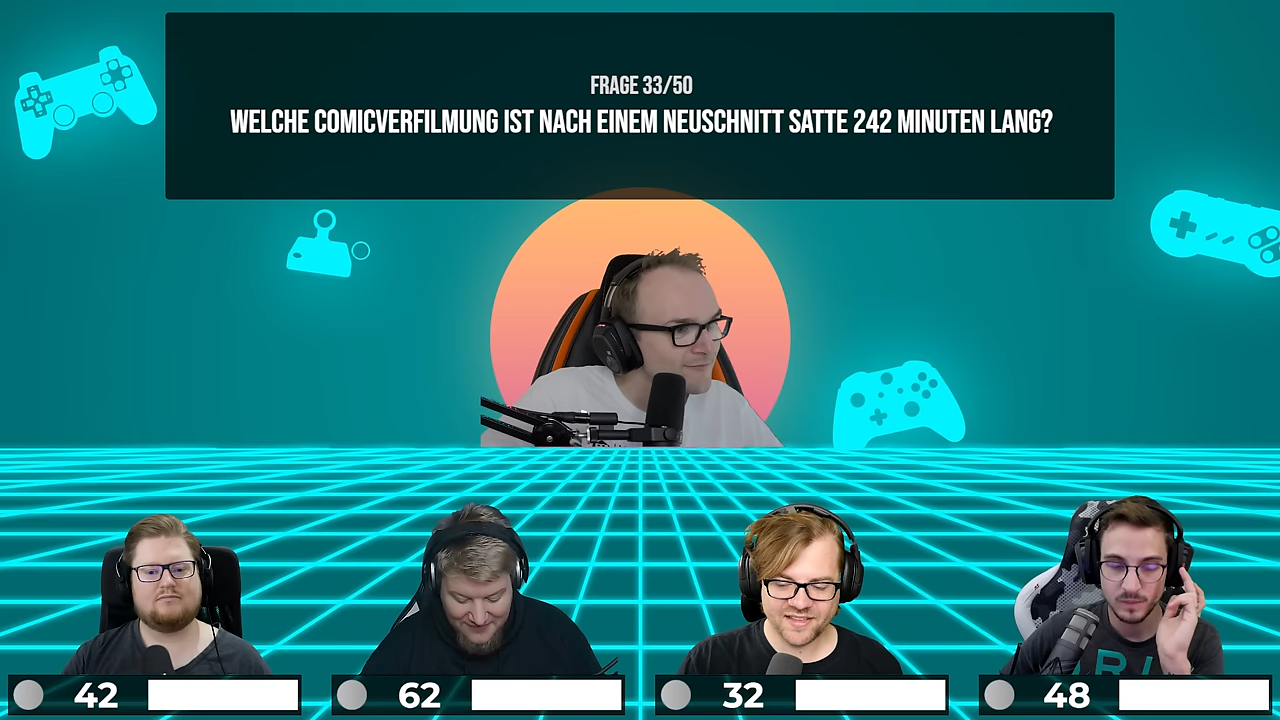 FRAGE 33/50
WELCHE COMICVERFILMUNG IST NACH EINEM NEUSCHNITT SATTE 242 MINUTEN LANG?
42
62
32
48